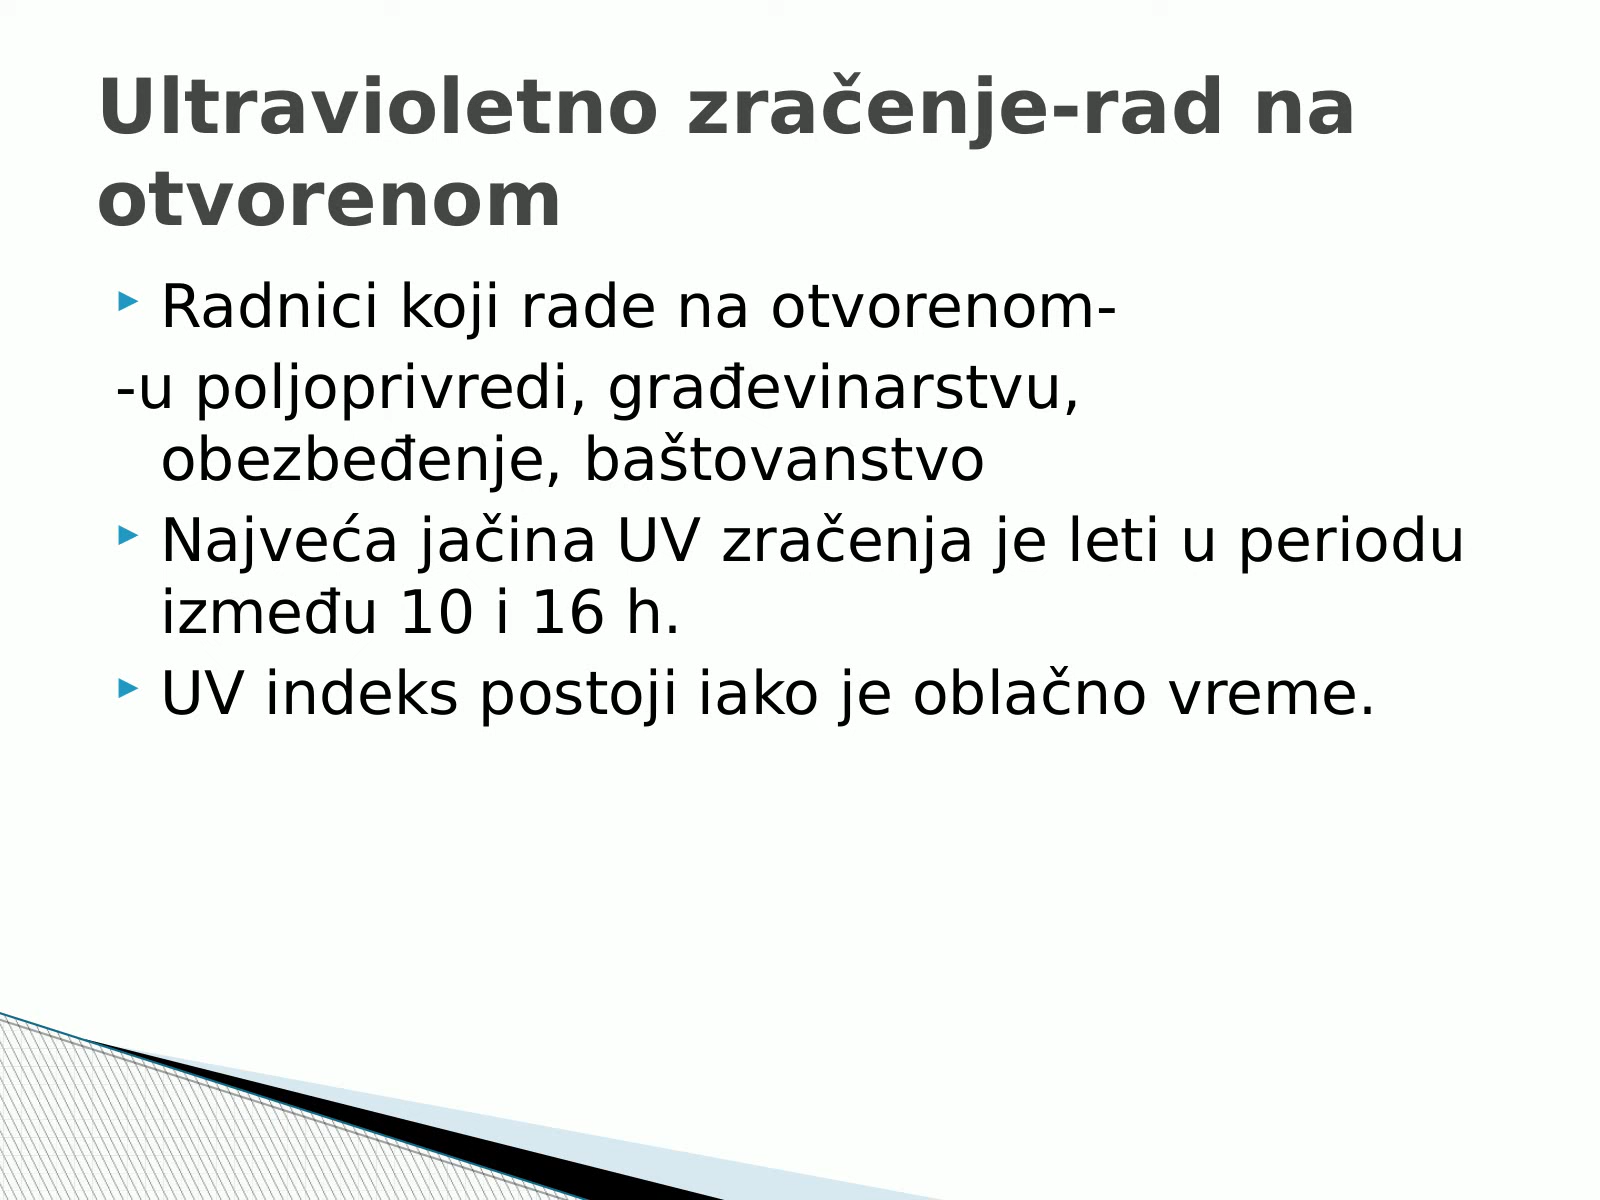 Ultravioletno zračenje-rad na
otvorenom
Radnici koji rade na otvorenom-
-u poljoprivredi, građevinarstvu,
obezbeđenje, baštovanstvo
Najveća jačina UV zračenja je leti u periodu
između 10 i 16 h.
UV indeks postoji iako je oblačno vreme.